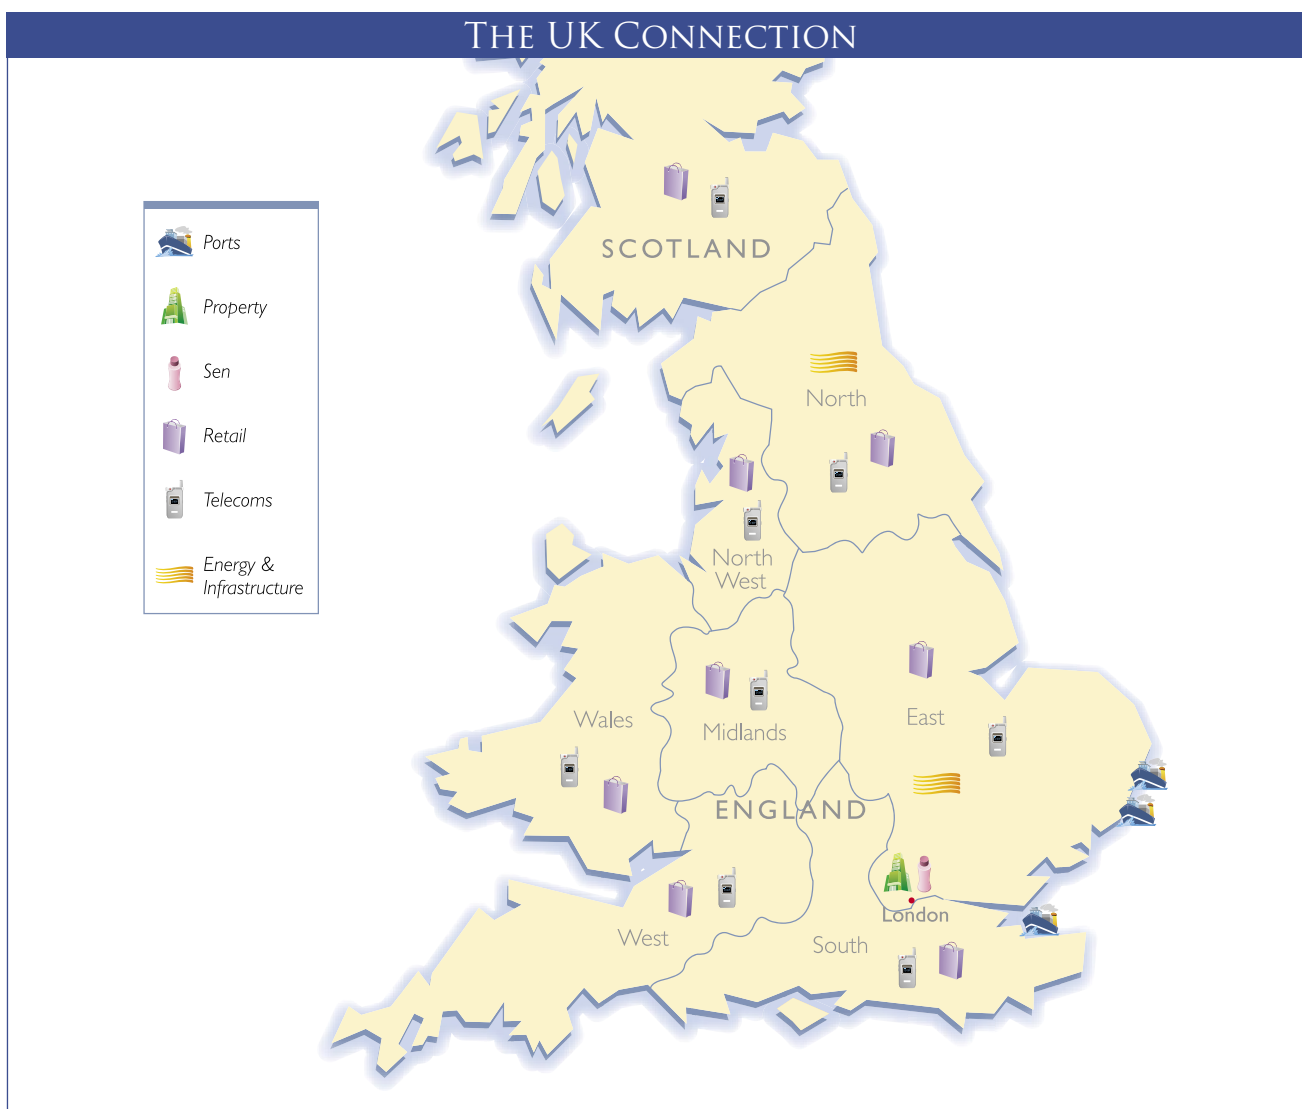 THE UK CONNECTION
Ports
Property
Sen
Retail
Telecoms
Energy &
Infrastructure
SCOTLAND
North
North
West
Wales
Midlands
East
ENGLAND
London
West
South